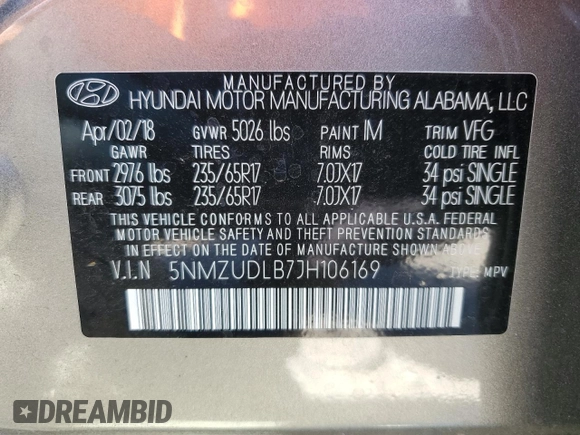 MANUFACTURED BY
HYUNDAI MOTOR MANUFACTURING ALABAMA, LLC
Apr/02/18 GVWR 5026 lbs PAINT IM TRIM VFG
GAWR TIRES RIMS COLD TIRE INFL
FRONT 2976 lbs 235/65R17 7.0JX17 34 psi SINGLE
REAR 3075 lbs 235/65R17 7.0JX17 34 psi SINGLE
THIS VEHICLE CONFORMS TO ALL APPLICABLE U.S.A. FEDERAL
MOTOR VEHICLE SAFETY AND THEFT PREVENTION STANDARDS
IN EFFECT ON THE DATE OF MANUFACTURE SHOWN ABOVE.
V.I.N 5NMZUDLB7JH106169 TYPE: MPV
DREAMBID